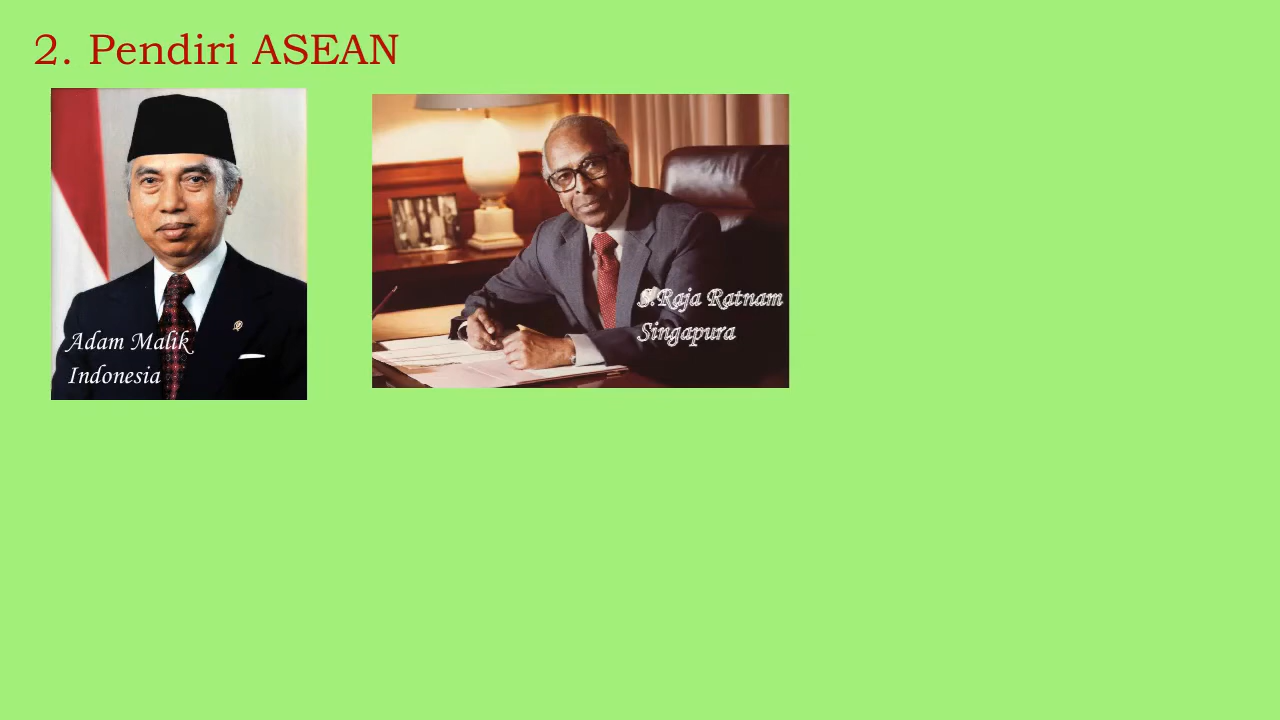 2. Pendiri ASEAN
Adam Malik
Indonesia
S.Raja Ratnam
Singapura